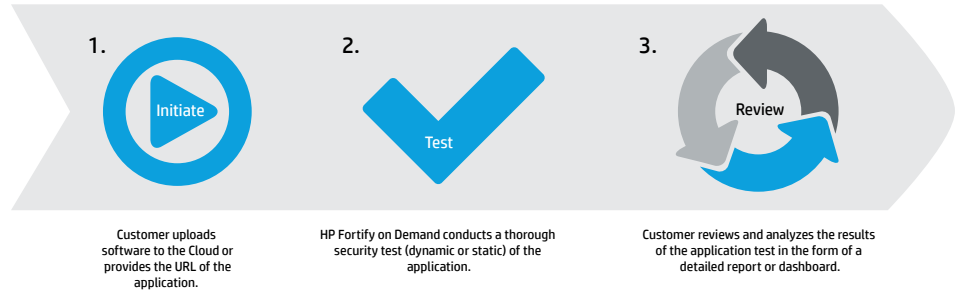 1.
Initiate
Customer uploads
software to the Cloud or
provides the URL of the
application.
2.
Test
HP Fortify on Demand conducts a thorough
security test (dynamic or static) of the
application.
3.
Review
Customer reviews and analyzes the results
of the application test in the form of a
detailed report or dashboard.